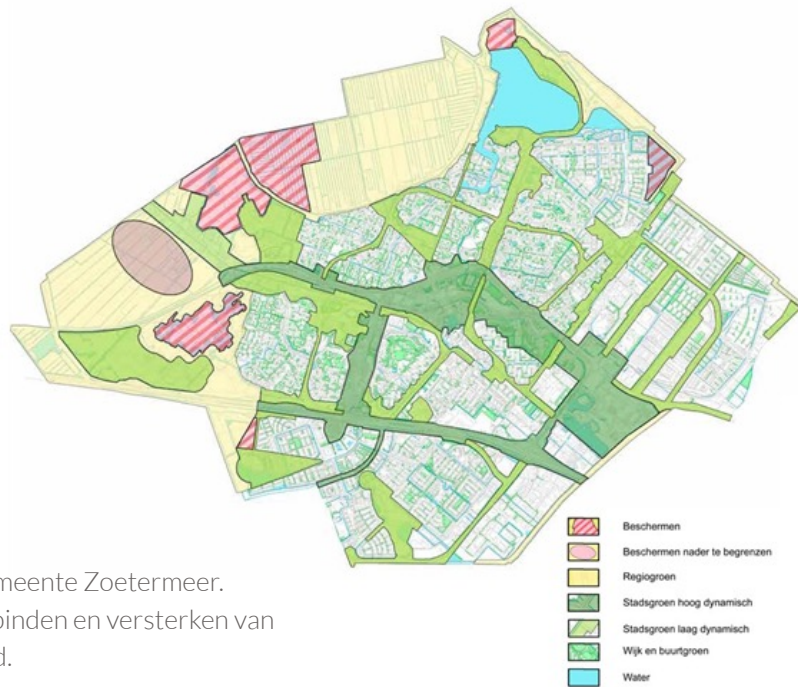 meente Zoetermeer.
binden en versterken van
d.
Beschermen
Beschermen nader te begrenzen
Regiogroen
Stadsgroen hoog dynamisch
Stadsgroen laag dynamisch
Wijk en buurtgroen
Water